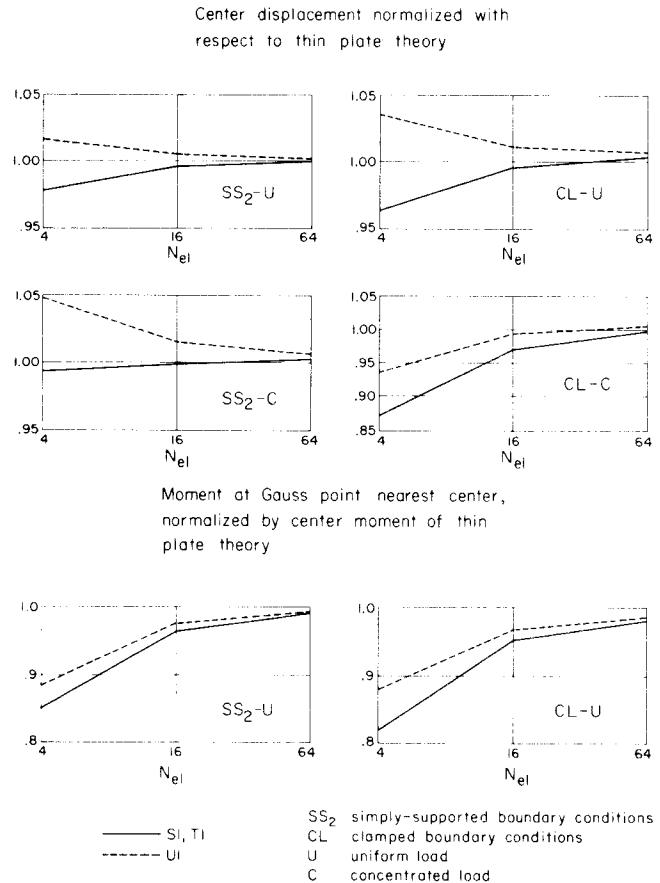 Center displacement normalized with
respect to thin plate theory
1.05
1.00
.95
4
16
64
Nel
SS2-U
1.05
1.00
.95
4
16
64
Nel
CL-U
1.05
1.00
.95
4
16
64
Nel
SS2-C
1.05
1.00
.95
.90
.85
4
16
64
Nel
CL-C
Moment at Gauss point nearest center,
normalized by center moment of thin
plate theory
1.0
.9
.8
4
16
64
Nel
SS2-U
1.0
.9
.8
4
16
64
Nel
CL-U
S1, T1
U1
SS2 simply-supported boundary conditions
CL clamped boundary conditions
U uniform load
C concentrated load